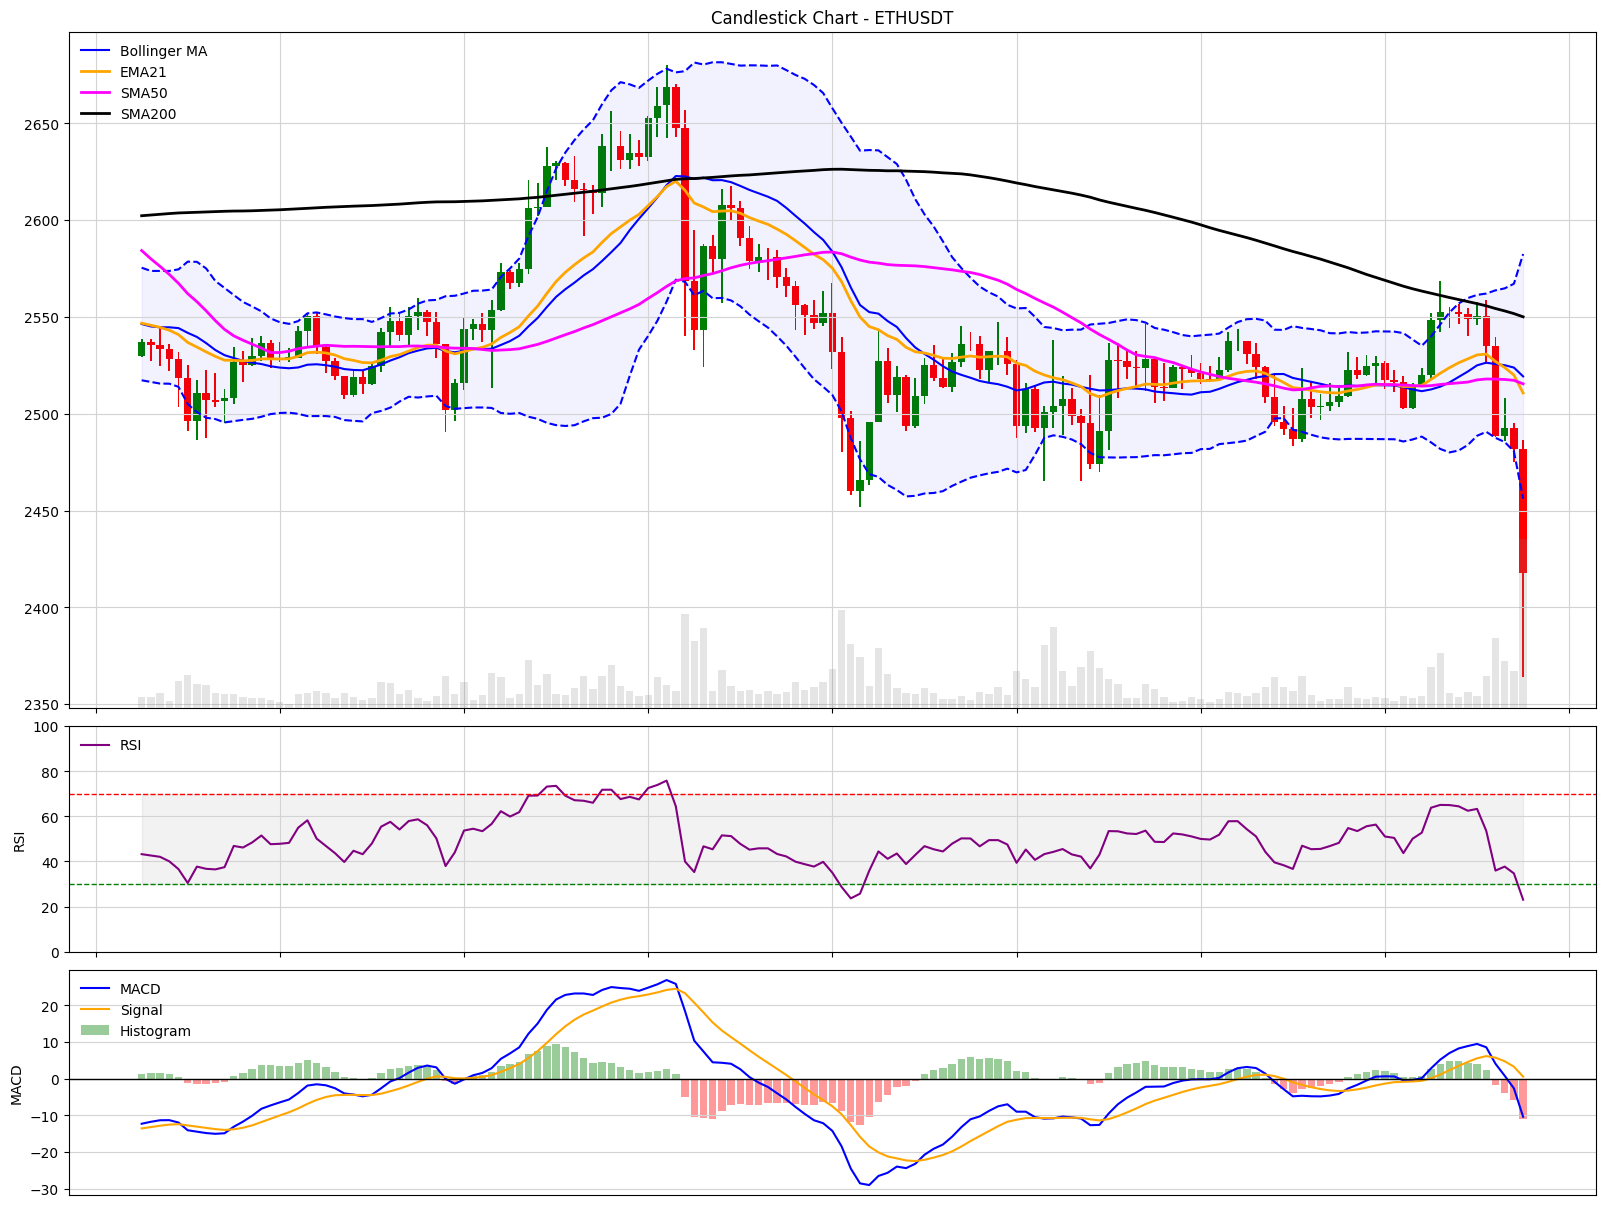 Candlestick Chart - ETHUSDT
Bollinger MA
EMA21
SMA50
SMA200
2650
2600
2550
2500
2450
2400
2350
RSI
100
80
60
40
20
0
RSI
MACD
Signal
Histogram
20
10
0
−10
−20
−30
MACD